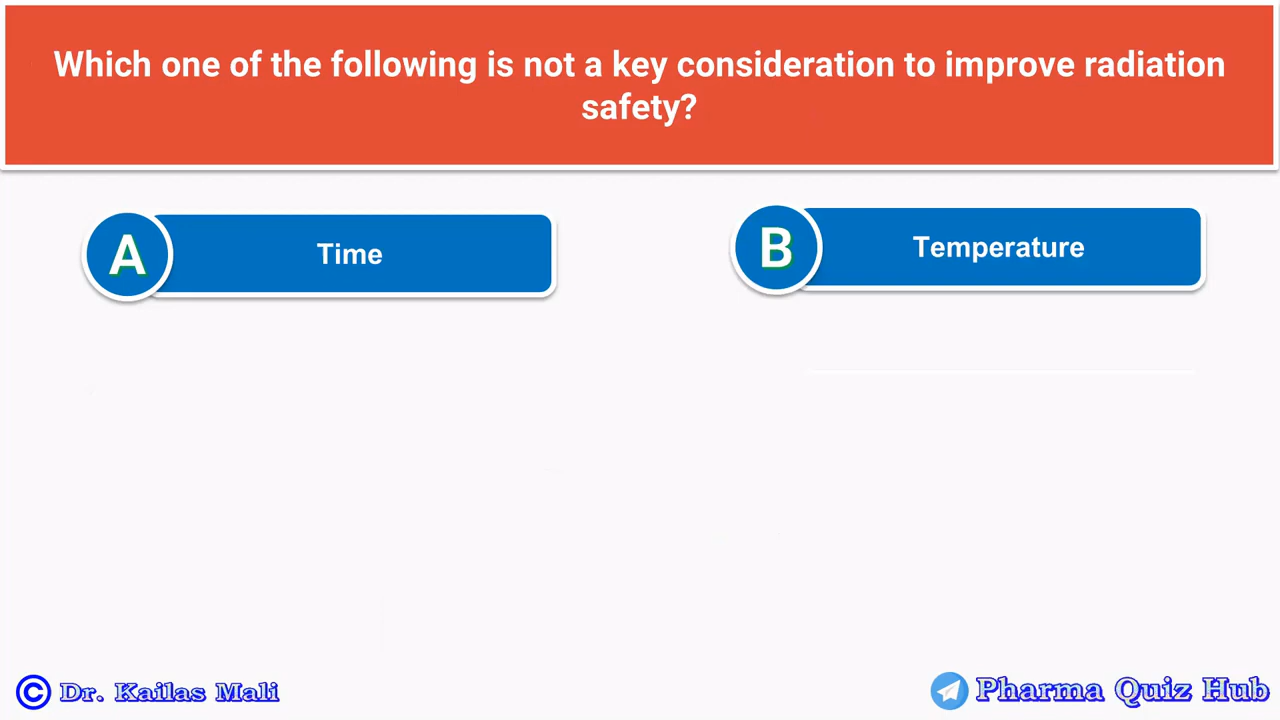 Which one of the following is not a key consideration to improve radiation
safety?
A Time
B Temperature
© Dr. Kailas Mali
Pharma Quiz Hub